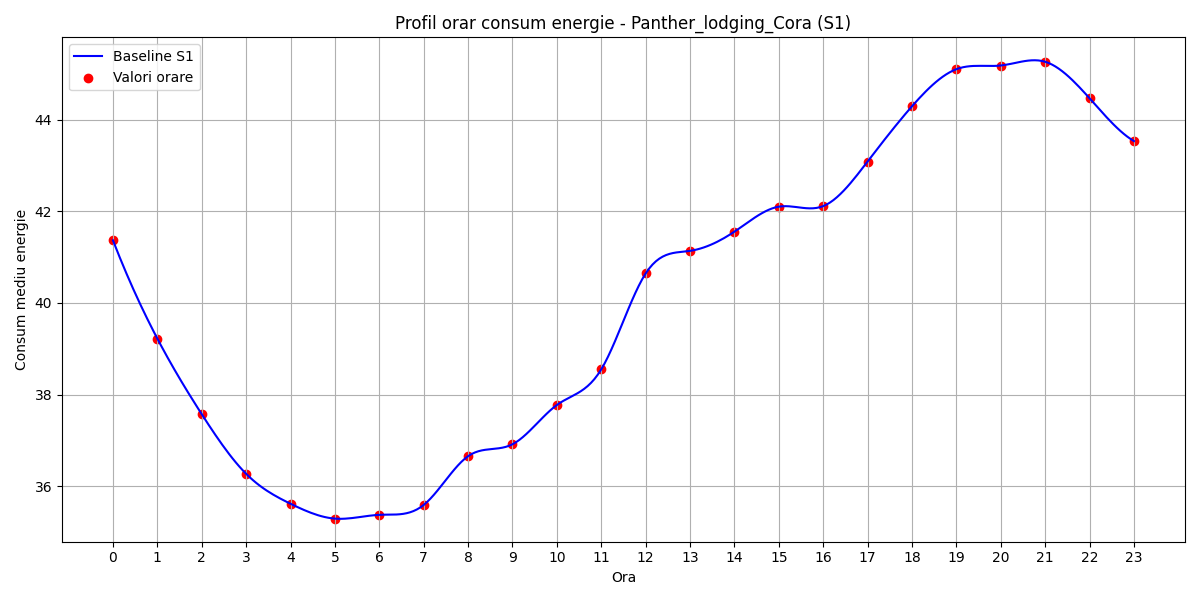 Profil orar consum energie - Panther_lodging_Cora (S1)
Baseline S1
Valori orare
Consum mediu energie
44
42
40
38
36
0 1 2 3 4 5 6 7 8 9 10 11 12 13 14 15 16 17 18 19 20 21 22 23
Ora